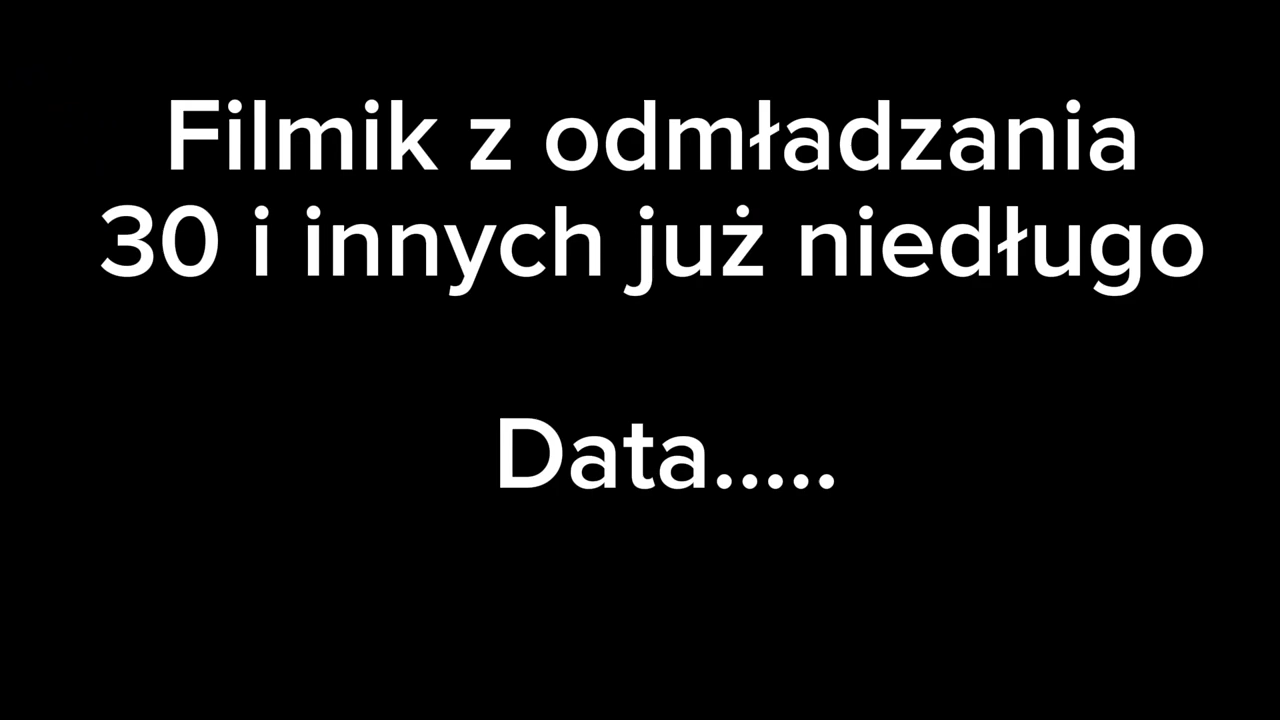 Filmik z odmładzania
30 i innych już niedługo
Data.....